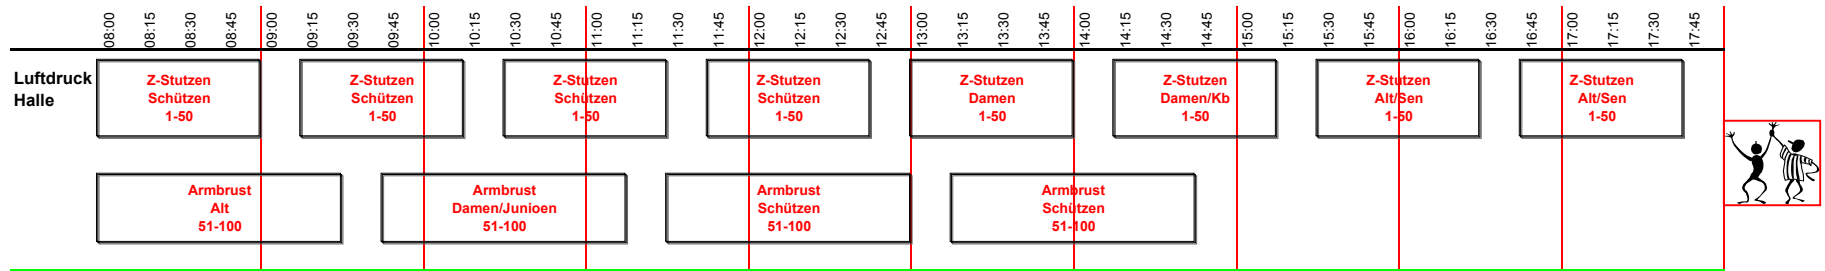 08:00 08:15 08:30 08:45 09:00 09:15 09:30 09:45 10:00 10:15 10:30 10:45 11:00 11:15 11:30 11:45 12:00 12:15 12:30 12:45 13:00 13:15 13:30 13:45 14:00 14:15 14:30 14:45 15:00 15:15 15:30 15:45 16:00 16:15 16:30 16:45 17:00 17:15 17:30 17:45
Luftdruck
Halle
Z-Stutzen
Schützen
1-50
Z-Stutzen
Schützen
1-50
Z-Stutzen
Schützen
1-50
Z-Stutzen
Schützen
1-50
Z-Stutzen
Damen
1-50
Z-Stutzen
Damen/Kb
1-50
Z-Stutzen
Alt/Sen
1-50
Z-Stutzen
Alt/Sen
1-50
Armbrust
Alt
51-100
Armbrust
Damen/Junioen
51-100
Armbrust
Schützen
51-100
Armbrust
Schützen
51-100